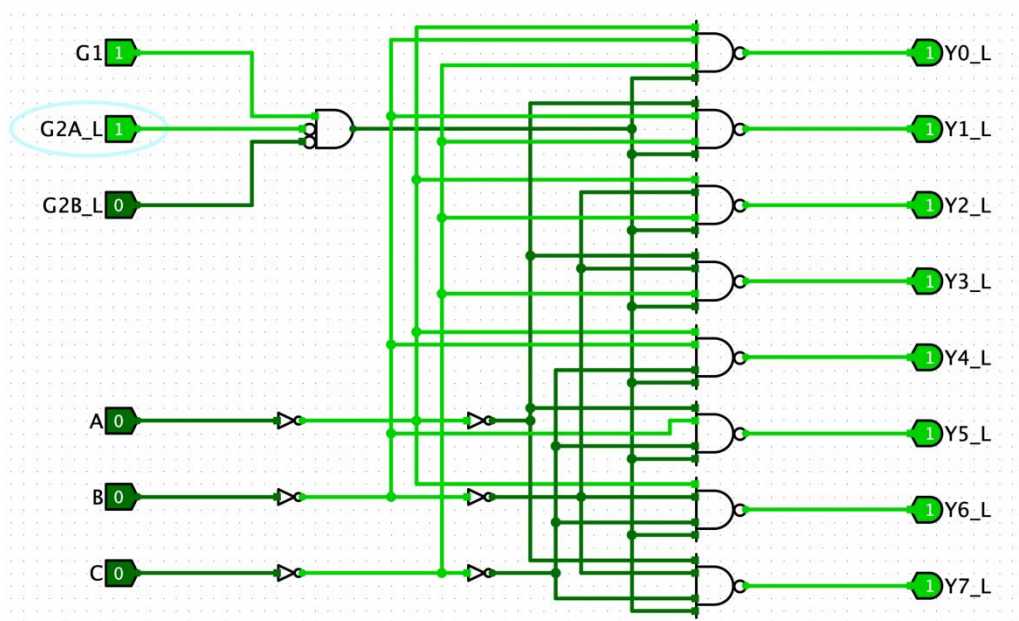 G1 1
G2A_L 1
G2B_L 0
A 0
B 0
C 0
1 Y0_L
1 Y1_L
1 Y2_L
1 Y3_L
1 Y4_L
1 Y5_L
1 Y6_L
1 Y7_L